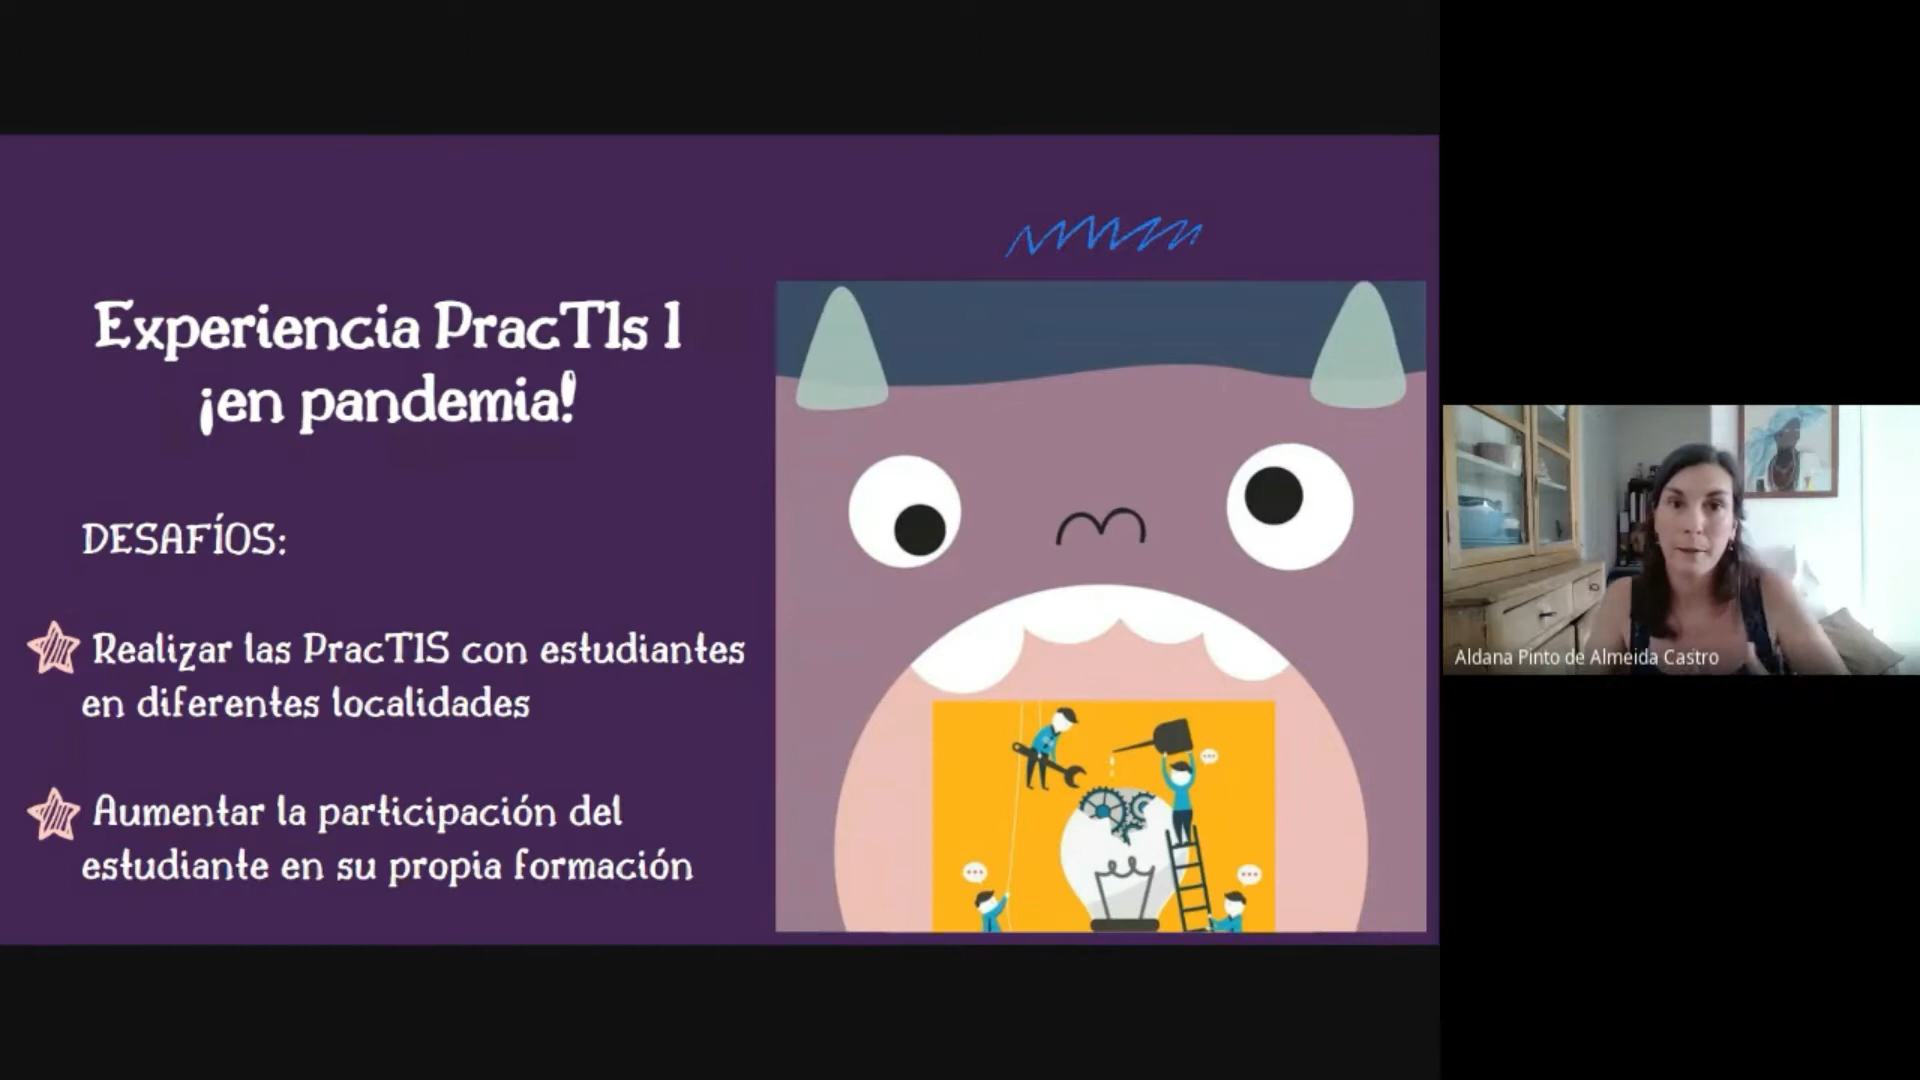 Experiencia PracTIs 1
¡en pandemia!
DESAFÍOS:
Realizar las PracTIS con estudiantes
en diferentes localidades
Aumentar la participación del
estudiante en su propia formación
Aldana Pinto de Almeida Castro